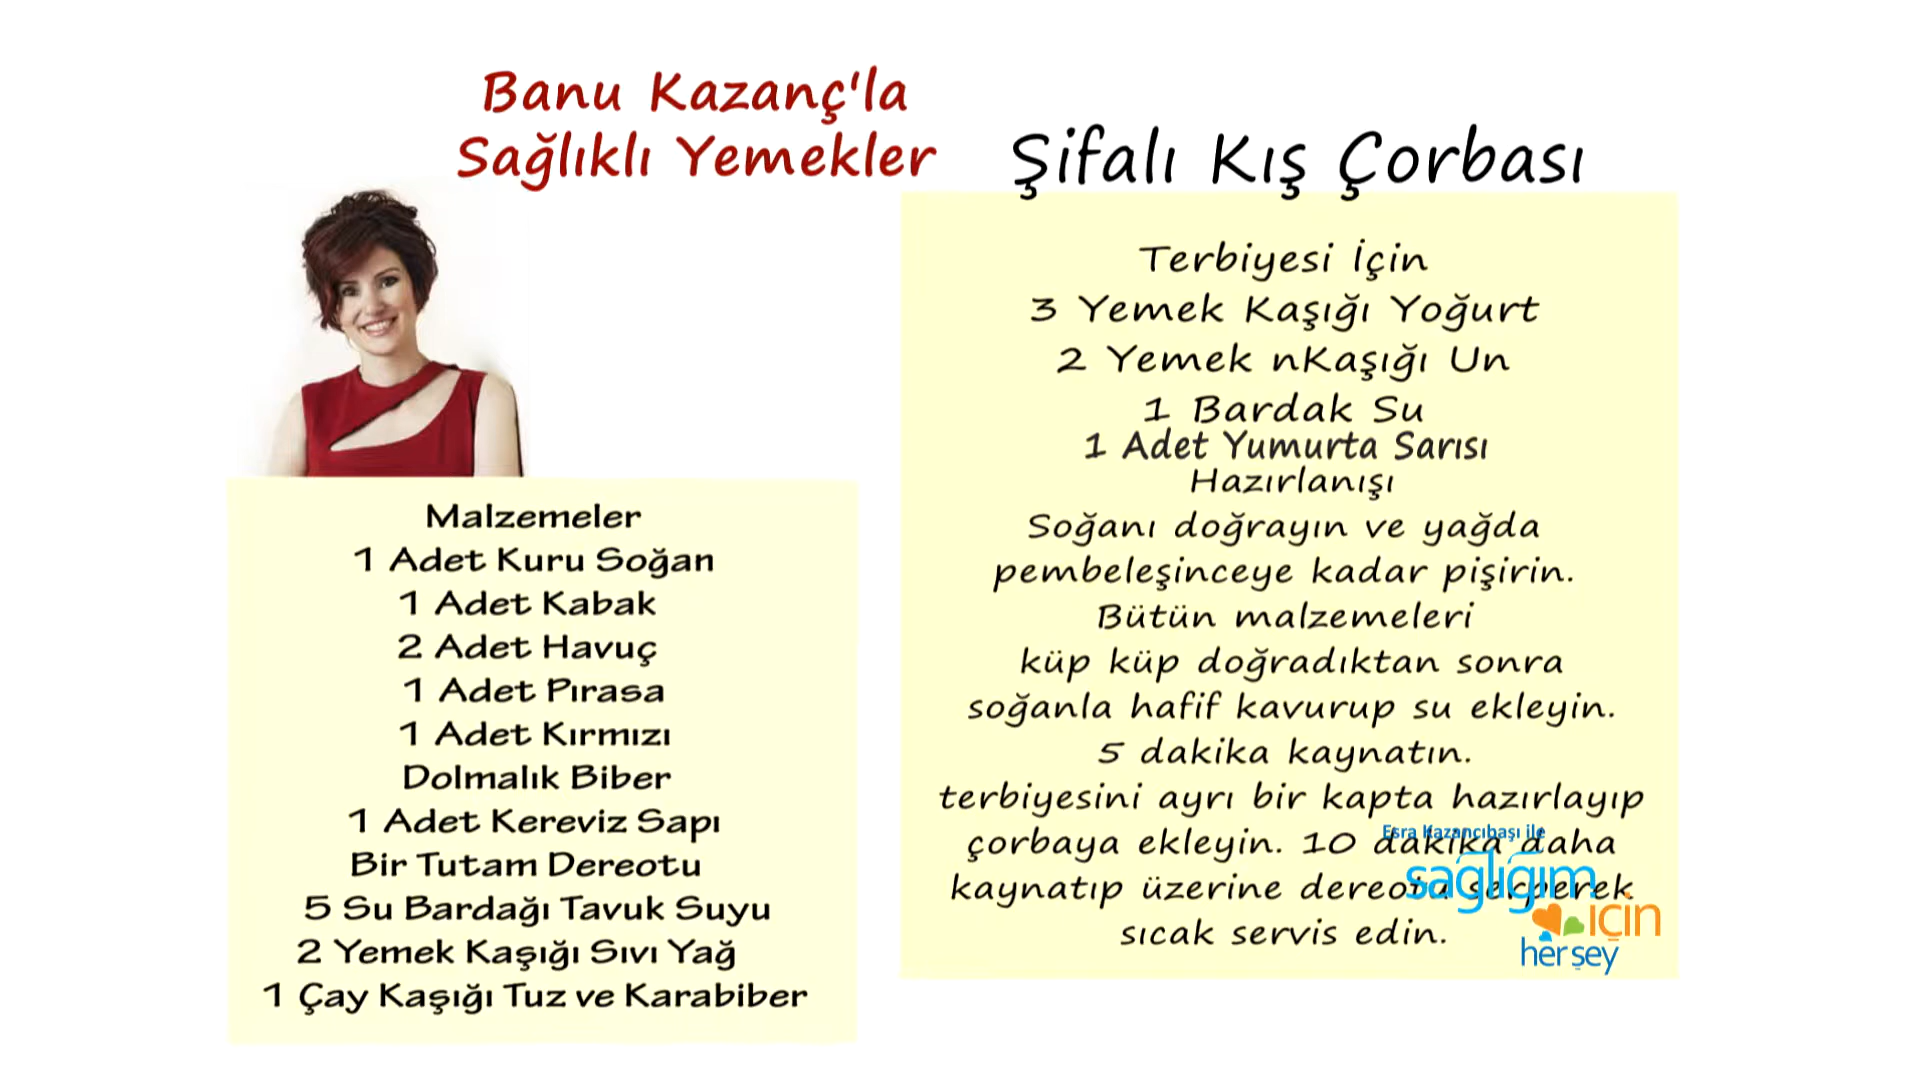 Banu Kazanç'la
Sağlıklı Yemekler
Şifalı Kış Çorbası
Malzemeler
1 Adet Kuru Soğan
1 Adet Kabak
2 Adet Havuç
1 Adet Pırasa
1 Adet Kırmızı
Dolmalık Biber
1 Adet Kereviz Sapı
Bir Tutam Dereotu
5 Su Bardağı Tavuk Suyu
2 Yemek Kaşığı Sıvı Yağ
1 Çay Kaşığı Tuz ve Karabiber
Terbiyesi İçin
3 Yemek Kaşığı Yoğurt
2 Yemek nKaşığı Un
1 Bardak Su
1 Adet Yumurta Sarısı
Hazırlanışı
Soğanı doğrayın ve yağda
pembeleşinceye kadar pişirin.
Bütün malzemeleri
küp küp doğradıktan sonra
soğanla hafif kavurup su ekleyin.
5 dakika kaynatın.
terbiyesini ayrı bir kapta hazırlayıp
çorbaya ekleyin. 10 dakika daha
kaynatıp üzerine dereotu serperek
sıcak servis edin.
Esra Kazancıbaşı ile
sağlığım
için
herşey